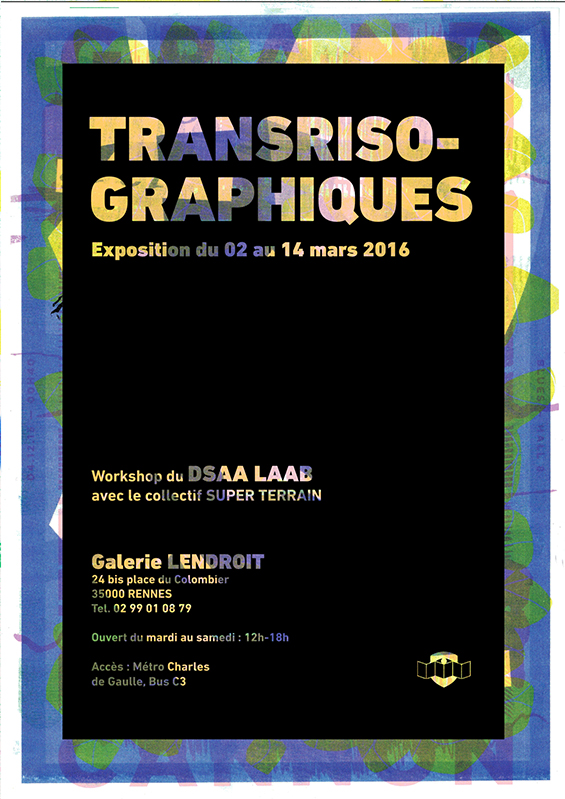 TRANSRISO-
GRAPHIQUES
Exposition du 02 au 14 mars 2016
Workshop du DSAA LAAB
avec le collectif SUPER TERRAIN
Galerie LENDROIT
24 bis place du Colombier
35000 RENNES
Tel. 02 99 01 08 79
Ouvert du mardi au samedi : 12h-18h
Accès : Métro Charles
de Gaulle, Bus C3
CANNON